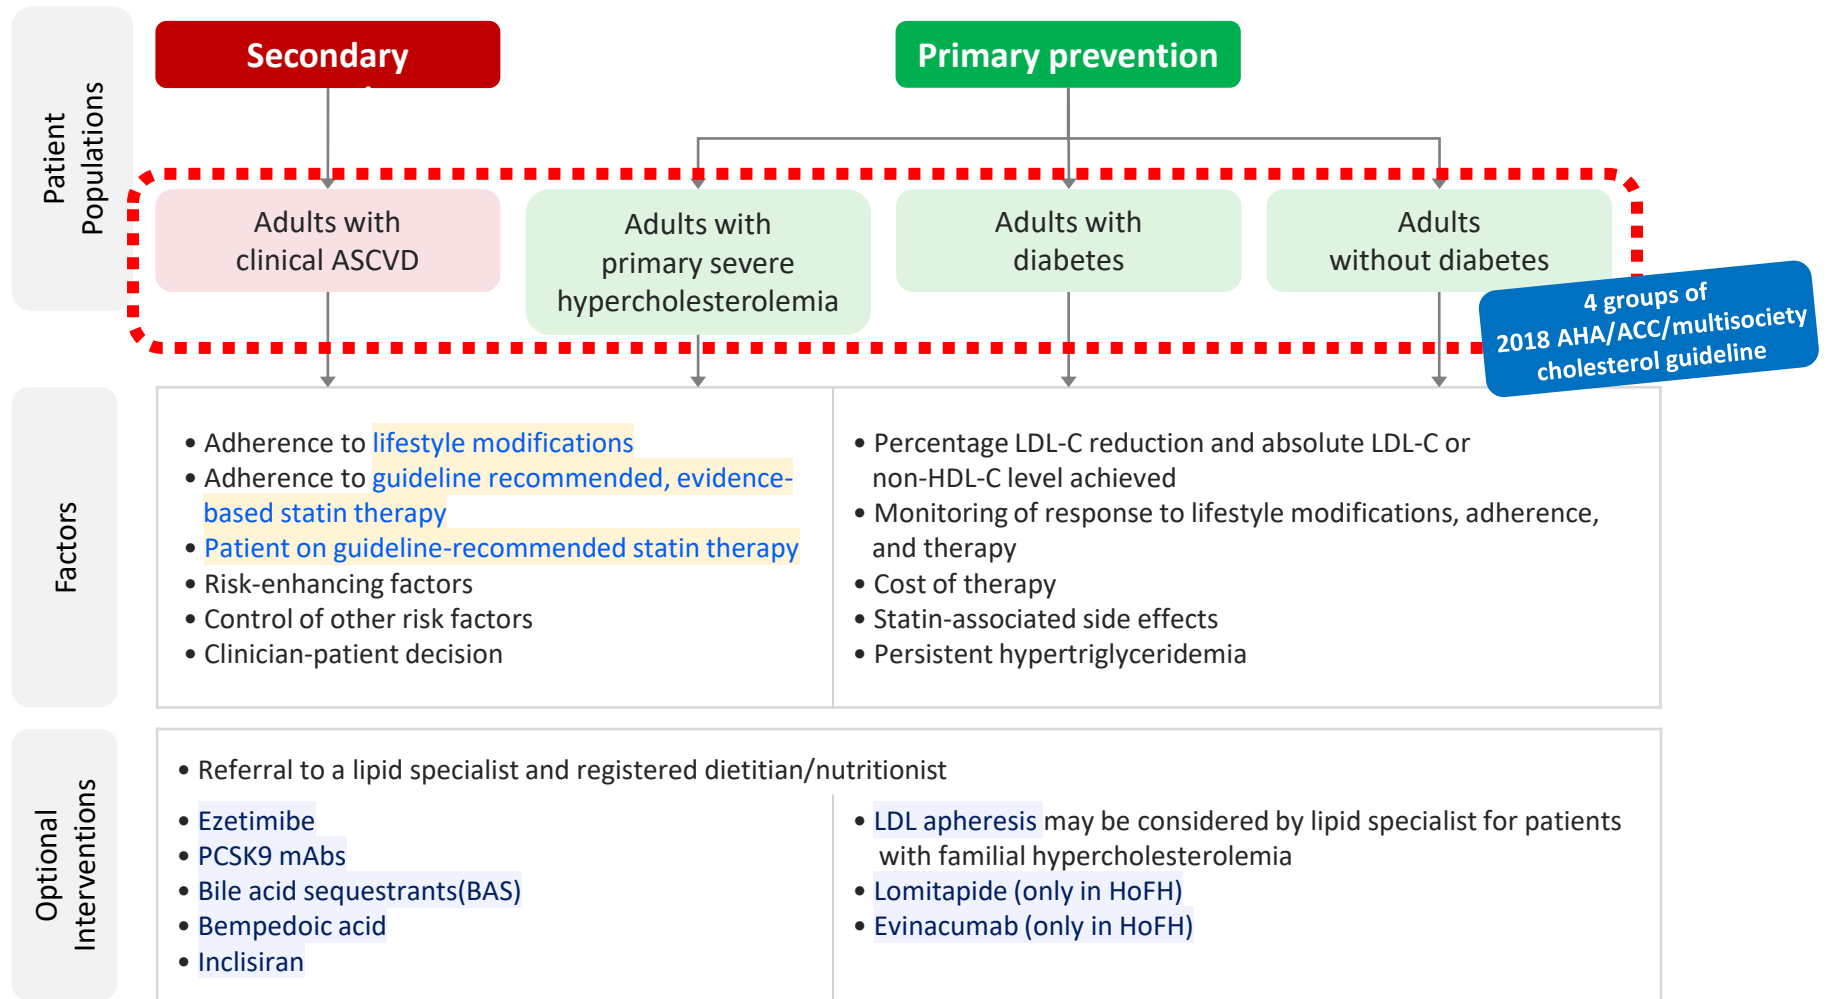 Patient
Populations
Secondary
Primary prevention
Adults with
clinical ASCVD
Adults with
primary severe
hypercholesterolemia
Adults with
diabetes
Adults
without diabetes
4 groups of
2018 AHA/ACC/multisociety
cholesterol guideline
Factors
• Adherence to lifestyle modifications
• Adherence to guideline recommended, evidence-
based statin therapy
• Patient on guideline-recommended statin therapy
• Risk-enhancing factors
• Control of other risk factors
• Clinician-patient decision
• Percentage LDL-C reduction and absolute LDL-C or
non-HDL-C level achieved
• Monitoring of response to lifestyle modifications, adherence,
and therapy
• Cost of therapy
• Statin-associated side effects
• Persistent hypertriglyceridemia
Optional
Interventions
• Referral to a lipid specialist and registered dietitian/nutritionist
• Ezetimibe
• PCSK9 mAbs
• Bile acid sequestrants(BAS)
• Bempedoic acid
• Inclisiran
• LDL apheresis may be considered by lipid specialist for patients
with familial hypercholesterolemia
• Lomitapide (only in HoFH)
• Evinacumab (only in HoFH)